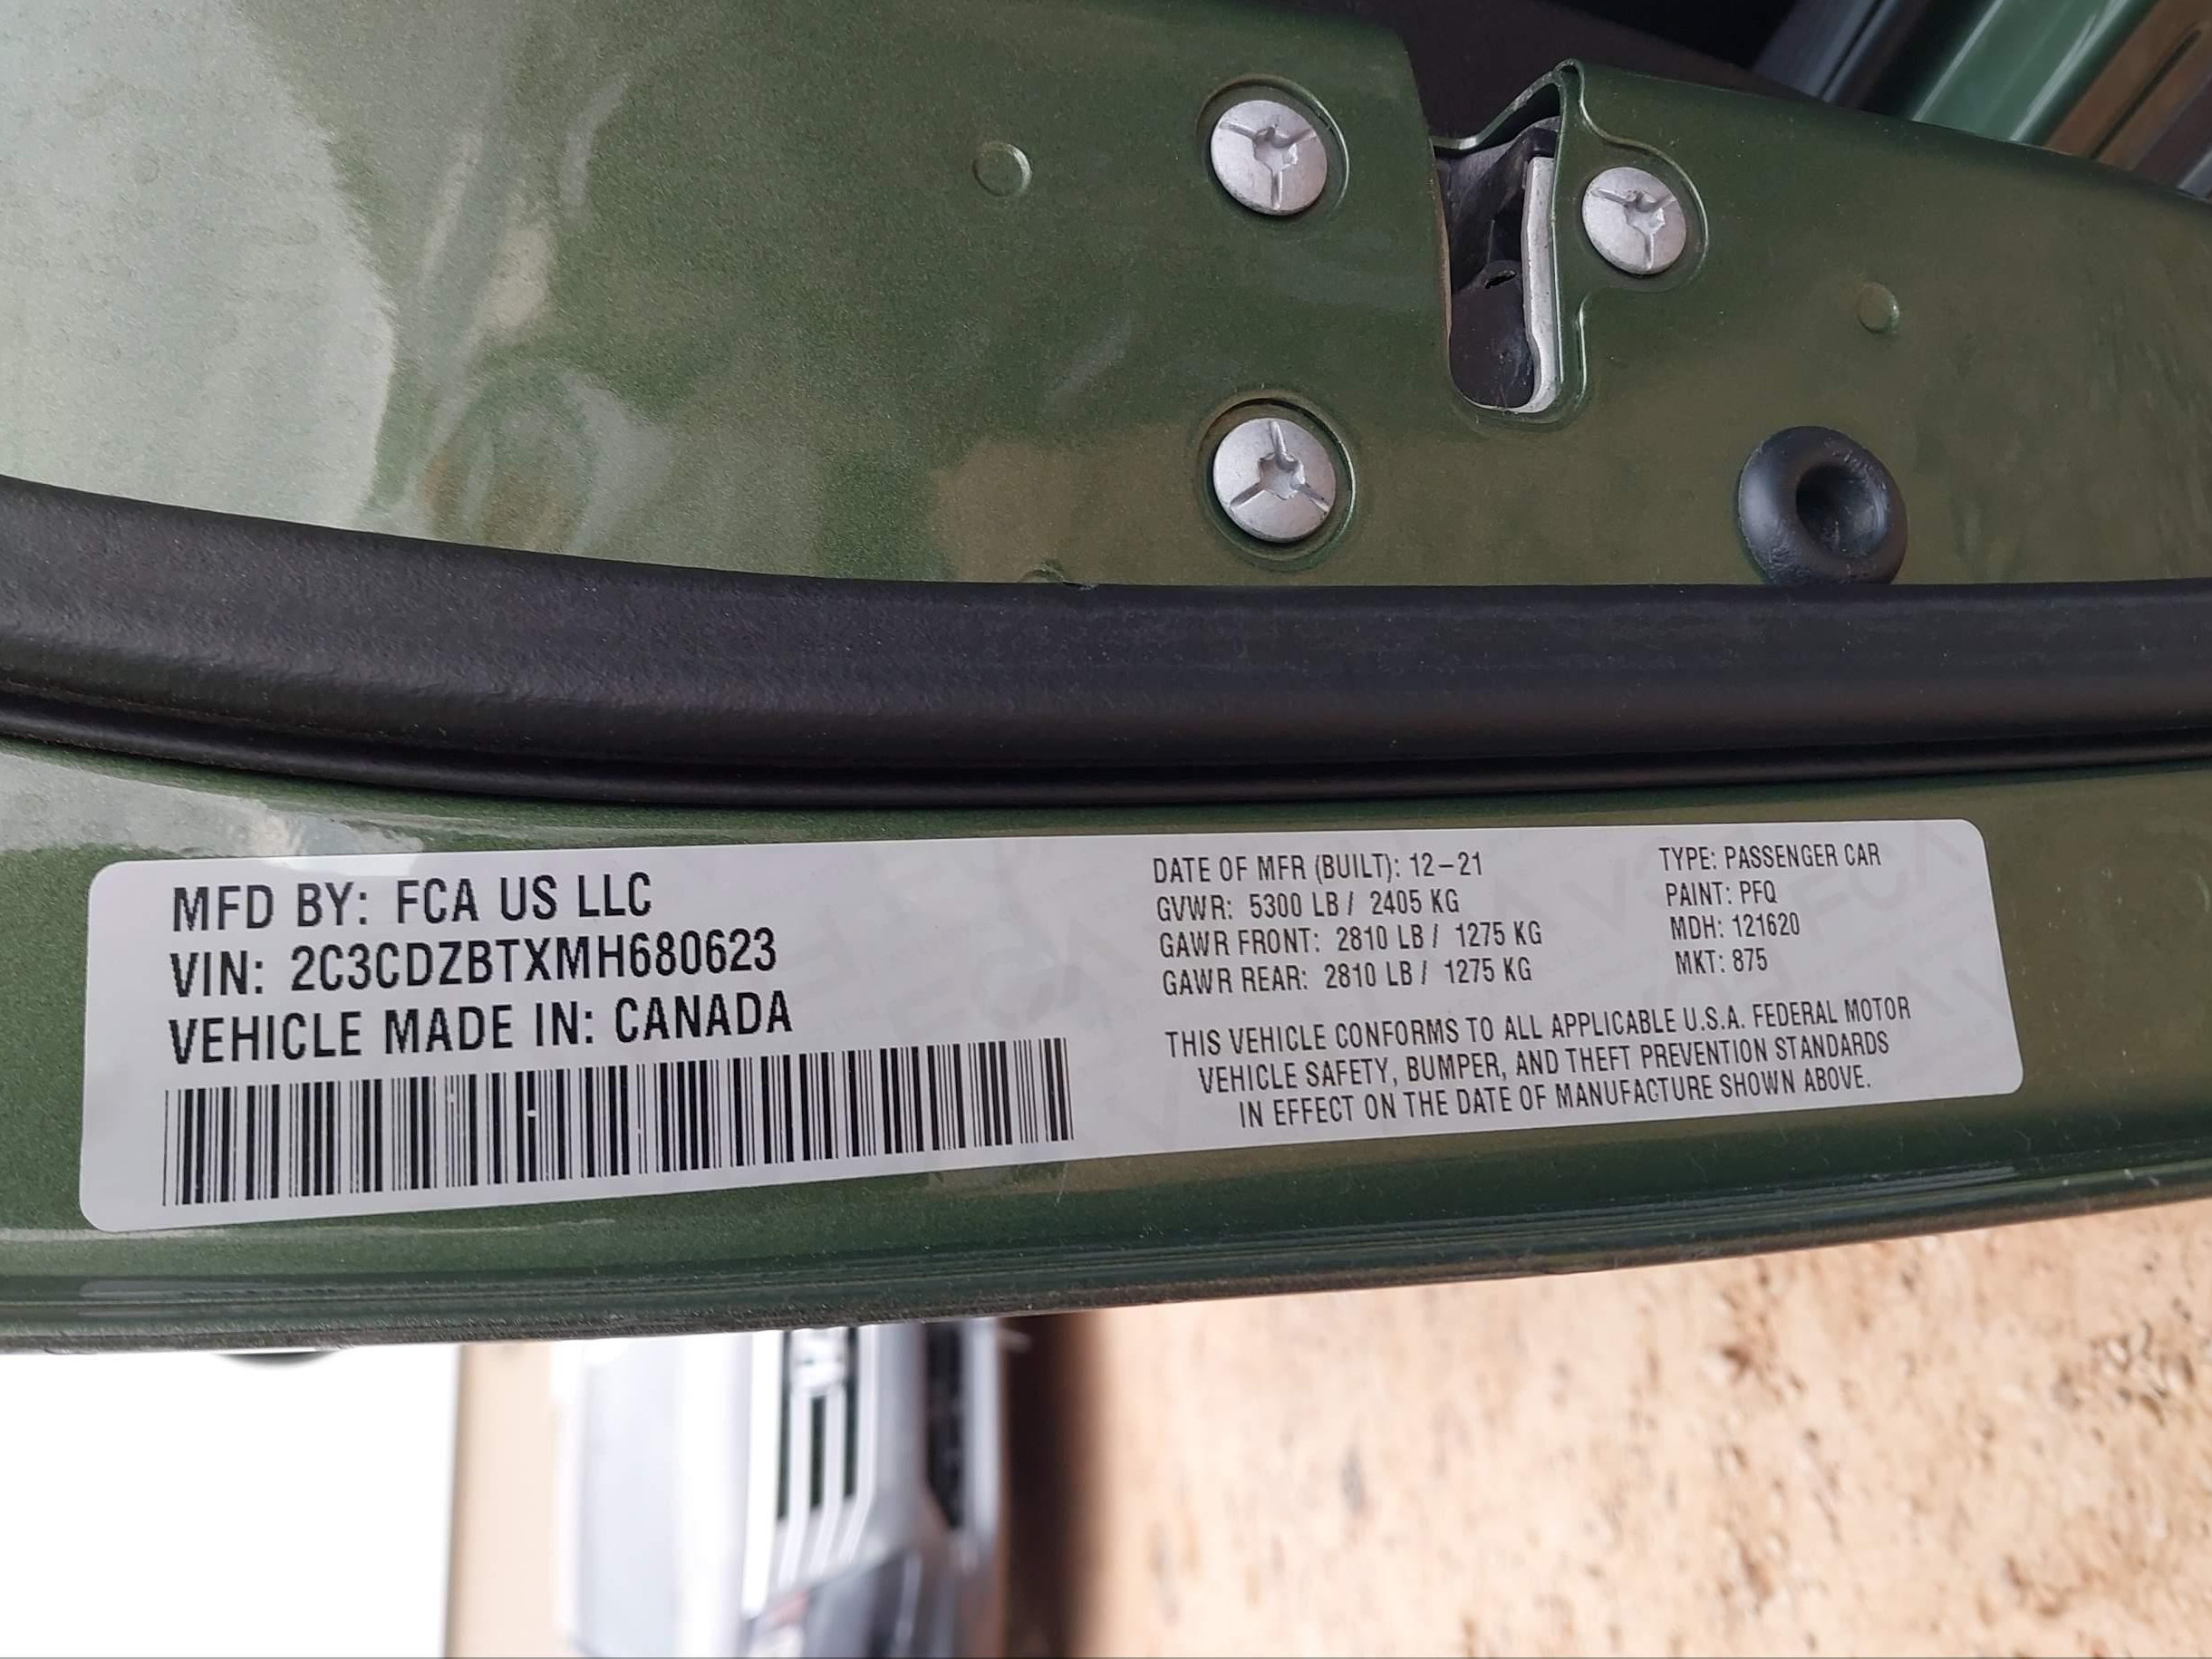 MFD BY: FCA US LLC
VIN: 2C3CDZBTXMH680623
VEHICLE MADE IN: CANADA
DATE OF MFR (BUILT): 12-21
GVWR: 5300 LB / 2405 KG
GAWR FRONT: 2810 LB / 1275 KG
GAWR REAR: 2810 LB / 1275 KG
TYPE: PASSENGER CAR
PAINT: PFQ
MDH: 121620
MKT: 875
THIS VEHICLE CONFORMS TO ALL APPLICABLE U.S.A. FEDERAL MOTOR
VEHICLE SAFETY, BUMPER, AND THEFT PREVENTION STANDARDS
IN EFFECT ON THE DATE OF MANUFACTURE SHOWN ABOVE.